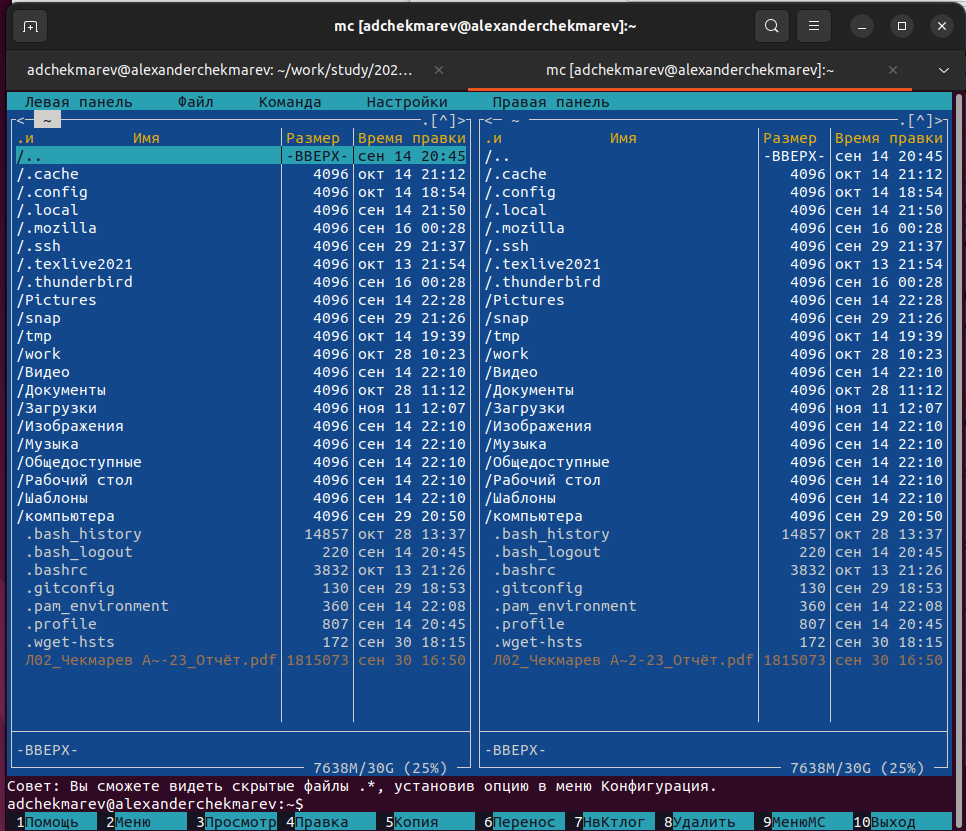 mc [adchekmarev@alexanderchekmarev]:~
adchekmarev@alexanderchekmarev: ~/work/study/202... × mc [adchekmarev@alexanderchekmarev]:~ ×
Левая панель Файл Команда Настройки Правая панель
<─ ~ .[^]> <─ ~ .[^]>
.и Имя Размер Время правки .и Имя Размер Время правки
/.. -ВВЕРХ- сен 14 20:45 /.. -ВВЕРХ- сен 14 20:45
/.cache 4096 окт 14 21:12 /.cache 4096 окт 14 21:12
/.config 4096 окт 14 18:54 /.config 4096 окт 14 18:54
/.local 4096 сен 14 21:50 /.local 4096 сен 14 21:50
/.mozilla 4096 сен 16 00:28 /.mozilla 4096 сен 16 00:28
/.ssh 4096 сен 29 21:37 /.ssh 4096 сен 29 21:37
/.texlive2021 4096 окт 13 21:54 /.texlive2021 4096 окт 13 21:54
/.thunderbird 4096 сен 16 00:28 /.thunderbird 4096 сен 16 00:28
/Pictures 4096 сен 14 22:28 /Pictures 4096 сен 14 22:28
/snap 4096 сен 29 21:26 /snap 4096 сен 29 21:26
/tmp 4096 окт 14 19:39 /tmp 4096 окт 14 19:39
/work 4096 окт 28 10:23 /work 4096 окт 28 10:23
/Видео 4096 сен 14 22:10 /Видео 4096 сен 14 22:10
/Документы 4096 окт 28 11:12 /Документы 4096 окт 28 11:12
/Загрузки 4096 ноя 11 12:07 /Загрузки 4096 ноя 11 12:07
/Изображения 4096 сен 14 22:10 /Изображения 4096 сен 14 22:10
/Музыка 4096 сен 14 22:10 /Музыка 4096 сен 14 22:10
/Общедоступные 4096 сен 14 22:10 /Общедоступные 4096 сен 14 22:10
/Рабочий стол 4096 сен 14 22:10 /Рабочий стол 4096 сен 14 22:10
/Шаблоны 4096 сен 14 22:10 /Шаблоны 4096 сен 14 22:10
/компьютера 4096 сен 29 20:50 /компьютера 4096 сен 29 20:50
.bash_history 14857 окт 28 13:37 .bash_history 14857 окт 28 13:37
.bash_logout 220 сен 14 20:45 .bash_logout 220 сен 14 20:45
.bashrc 3832 окт 13 21:26 .bashrc 3832 окт 13 21:26
.gitconfig 130 сен 29 18:53 .gitconfig 130 сен 29 18:53
.pam_environment 360 сен 14 22:08 .pam_environment 360 сен 14 22:08
.profile 807 сен 14 20:45 .profile 807 сен 14 20:45
.wget-hsts 172 сен 30 18:15 .wget-hsts 172 сен 30 18:15
Л02_Чекмарев А~-23_Отчёт.pdf 1815073 сен 30 16:50 Л02_Чекмарев А~2-23_Отчёт.pdf 1815073 сен 30 16:50
-ВВЕРХ- -ВВЕРХ-
7638M/30G (25%) 7638M/30G (25%)
Совет: Вы сможете видеть скрытые файлы .*, установив опцию в меню Конфигурация.
adchekmarev@alexanderchekmarev:~$
1Помощь 2Меню 3Просмотр 4Правка 5Копия 6Перенос 7НвКтлог 8Удалить 9МенюМС 10Выход